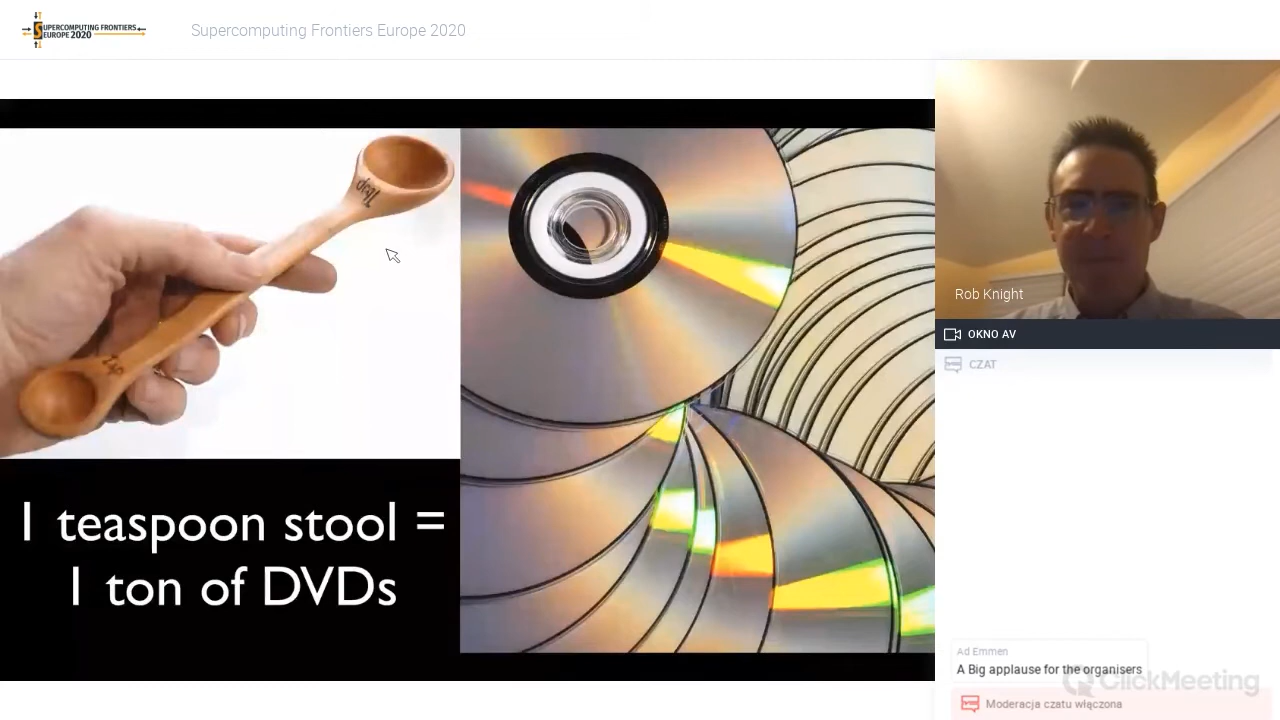 SUPERCOMPUTING FRONTIERS
EUROPE 2020
Supercomputing Frontiers Europe 2020
1 teaspoon stool =
1 ton of DVDs
Rob Knight
OKNO AV
CZAT
Ad Emmen
A Big applause for the organisers
ClickMeeting
Moderacja czatu włączona